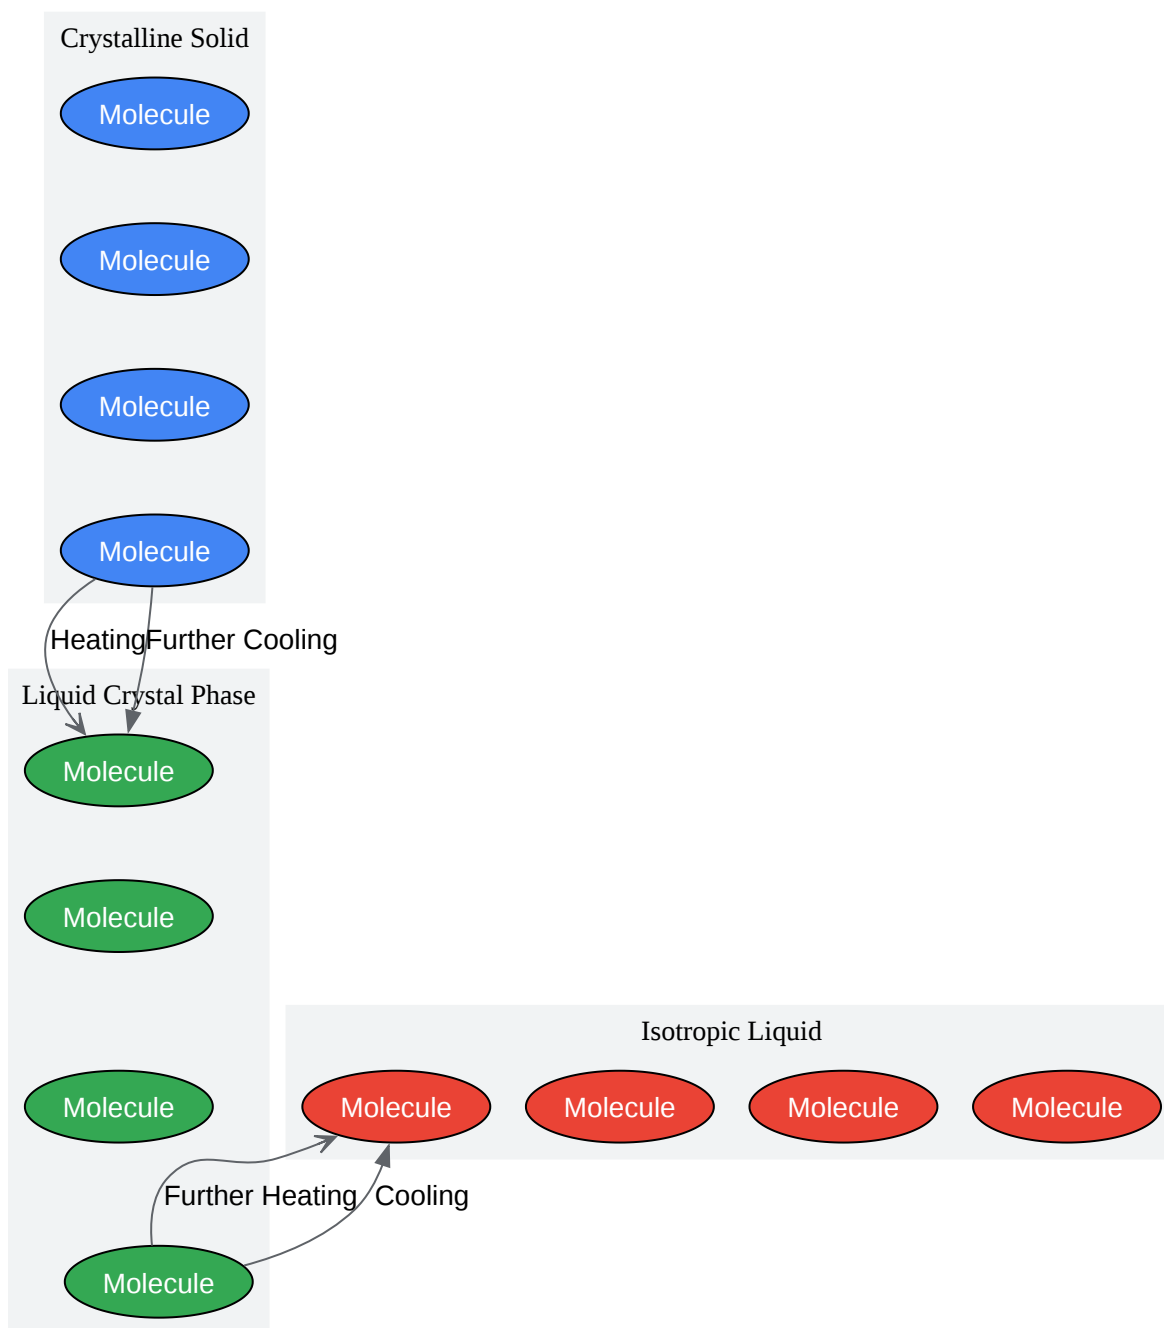 Crystalline Solid
Molecule
Molecule
Molecule
Molecule
Heating
Further Cooling
Liquid Crystal Phase
Molecule
Molecule
Isotropic Liquid
Molecule
Molecule
Molecule
Molecule
Molecule
Further Heating
Cooling
Molecule